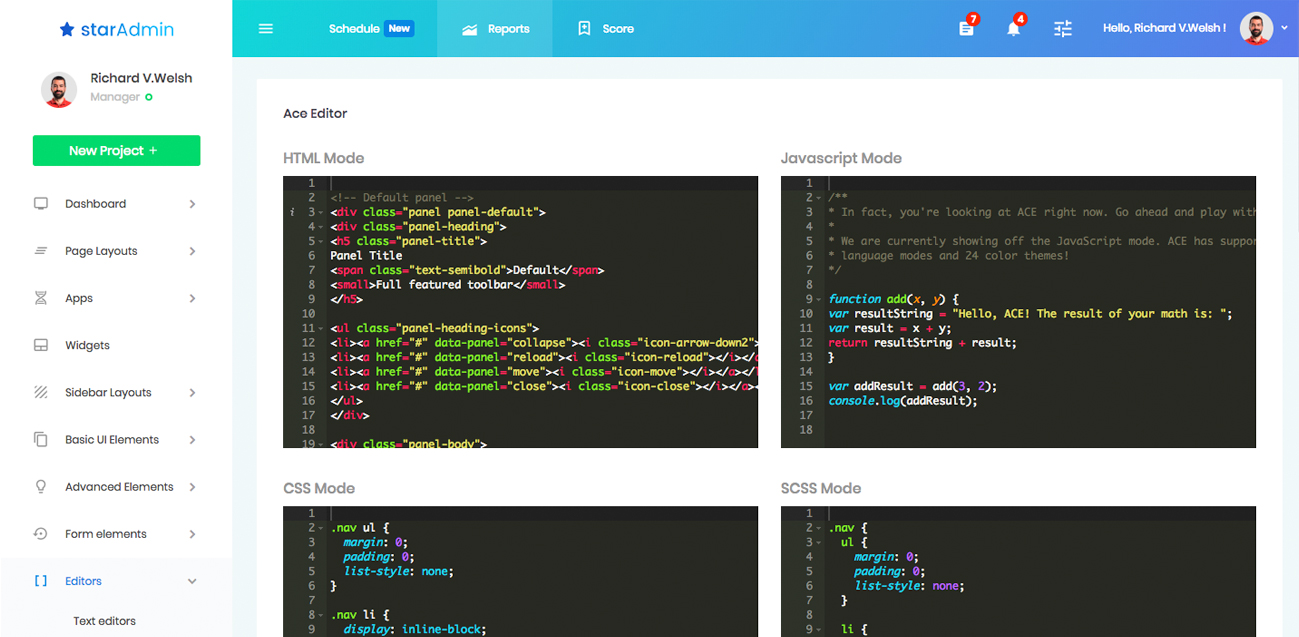 starAdmin
Richard V.Welsh
Manager
New Project +
Dashboard
Page Layouts
Apps
Widgets
Sidebar Layouts
Basic UI Elements
Advanced Elements
Form elements
Editors
Text editors
Schedule New
Reports
Score
7
4
Hello, Richard V.Welsh !
Ace Editor
HTML Mode
1
2 <!-- Default panel -->
i 3 <div class="panel panel-default">
4 <div class="panel-heading">
5 <h5 class="panel-title">
6 Panel Title
7 <span class="text-semibold">Default</span>
8 <small>Full featured toolbar</small>
9 </h5>
10
11 <ul class="panel-heading-icons">
12 <li><a href="#" data-panel="collapse"><i class="icon-arrow-down2">
13 <li><a href="#" data-panel="reload"><i class="icon-reload"></i></a
14 <li><a href="#" data-panel="move"><i class="icon-move"></i></a></l
15 <li><a href="#" data-panel="close"><i class="icon-close"></i></a><
16 </ul>
17 </div>
18
19 <div class="panel-body">
Javascript Mode
1
2 /**
3 * In fact, you're looking at ACE right now. Go ahead and play with
4 *
5 * We are currently showing off the JavaScript mode. ACE has suppor
6 * language modes and 24 color themes!
7 */
8
9 function add(x, y) {
10 var resultString = "Hello, ACE! The result of your math is: ";
11 var result = x + y;
12 return resultString + result;
13 }
14
15 var addResult = add(3, 2);
16 console.log(addResult);
17
18
CSS Mode
1
2 .nav ul {
3 margin: 0;
4 padding: 0;
5 list-style: none;
6 }
7
8 .nav li {
9 display: inline-block;
SCSS Mode
1
2 .nav {
3 ul {
4 margin: 0;
5 padding: 0;
6 list-style: none;
7 }
8
9 li {